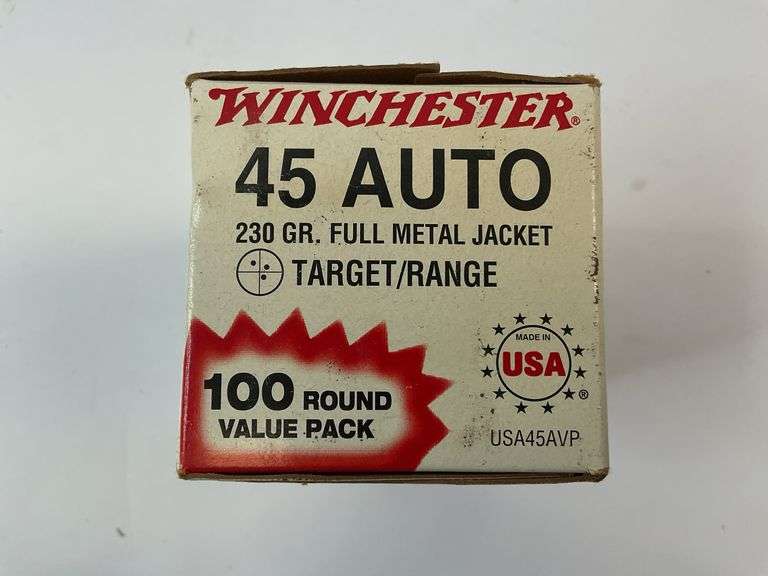 WINCHESTER®
45 AUTO
230 GR. FULL METAL JACKET
TARGET/RANGE
100 ROUND
VALUE PACK
MADE IN
USA
®
USA45AVP